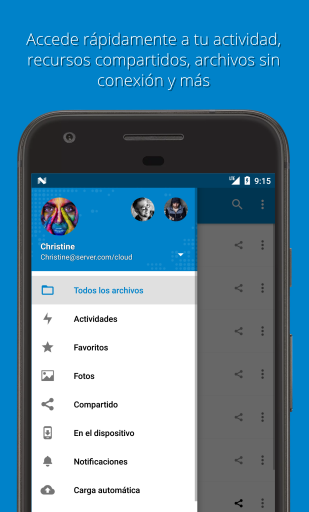 Accede rápidamente a tu actividad,
recursos compartidos, archivos sin
conexión y más
LTE 9:15
Christine
Christine@server.com/cloud
Todos los archivos
Actividades
Favoritos
Fotos
Compartido
En el dispositivo
Notificaciones
Carga automática